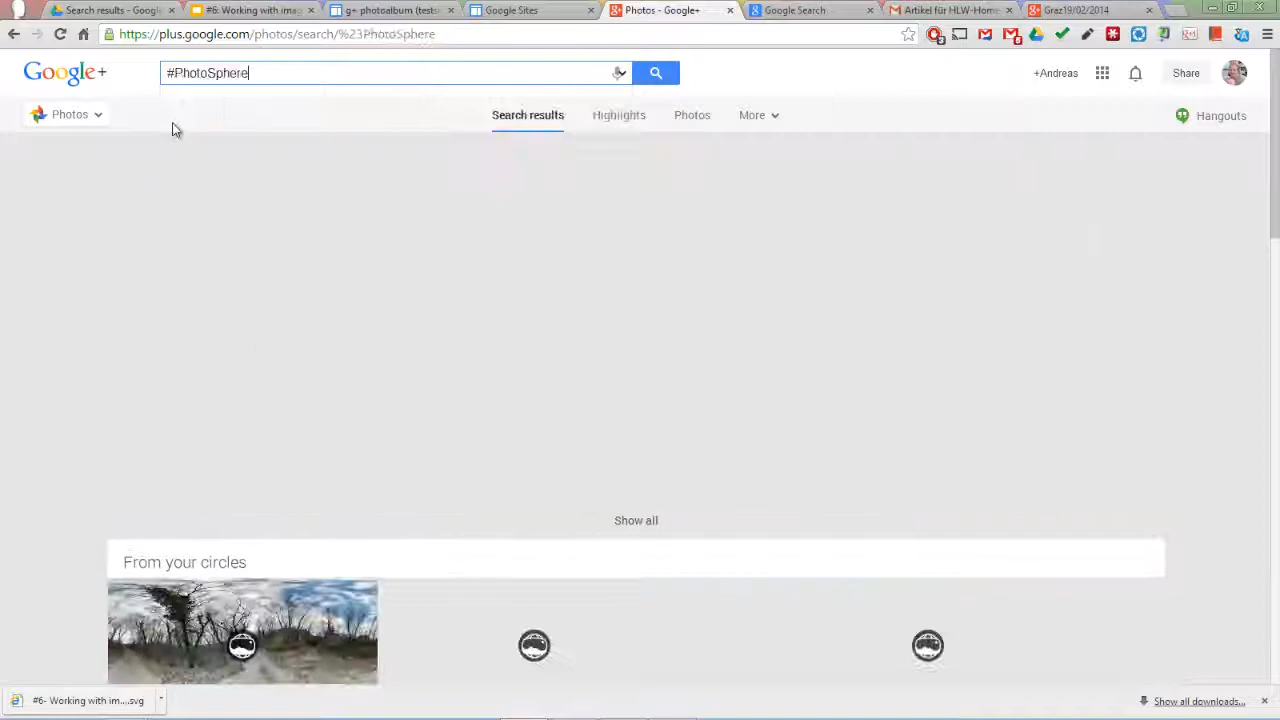 Search results - Googl
#6: Working with imag
g+ photoalbum (tests
Google Sites
Photos - Google+
Google Search
Artikel für HLW-Home
Graz19/02/2014
https://plus.google.com/photos/search/%23PhotoSphere
Google+
#PhotoSphere
+Andreas
Share
Photos
Search results
Highlights
Photos
More
Hangouts
Show all
From your circles
#6- Working with im....svg
Show all downloads...